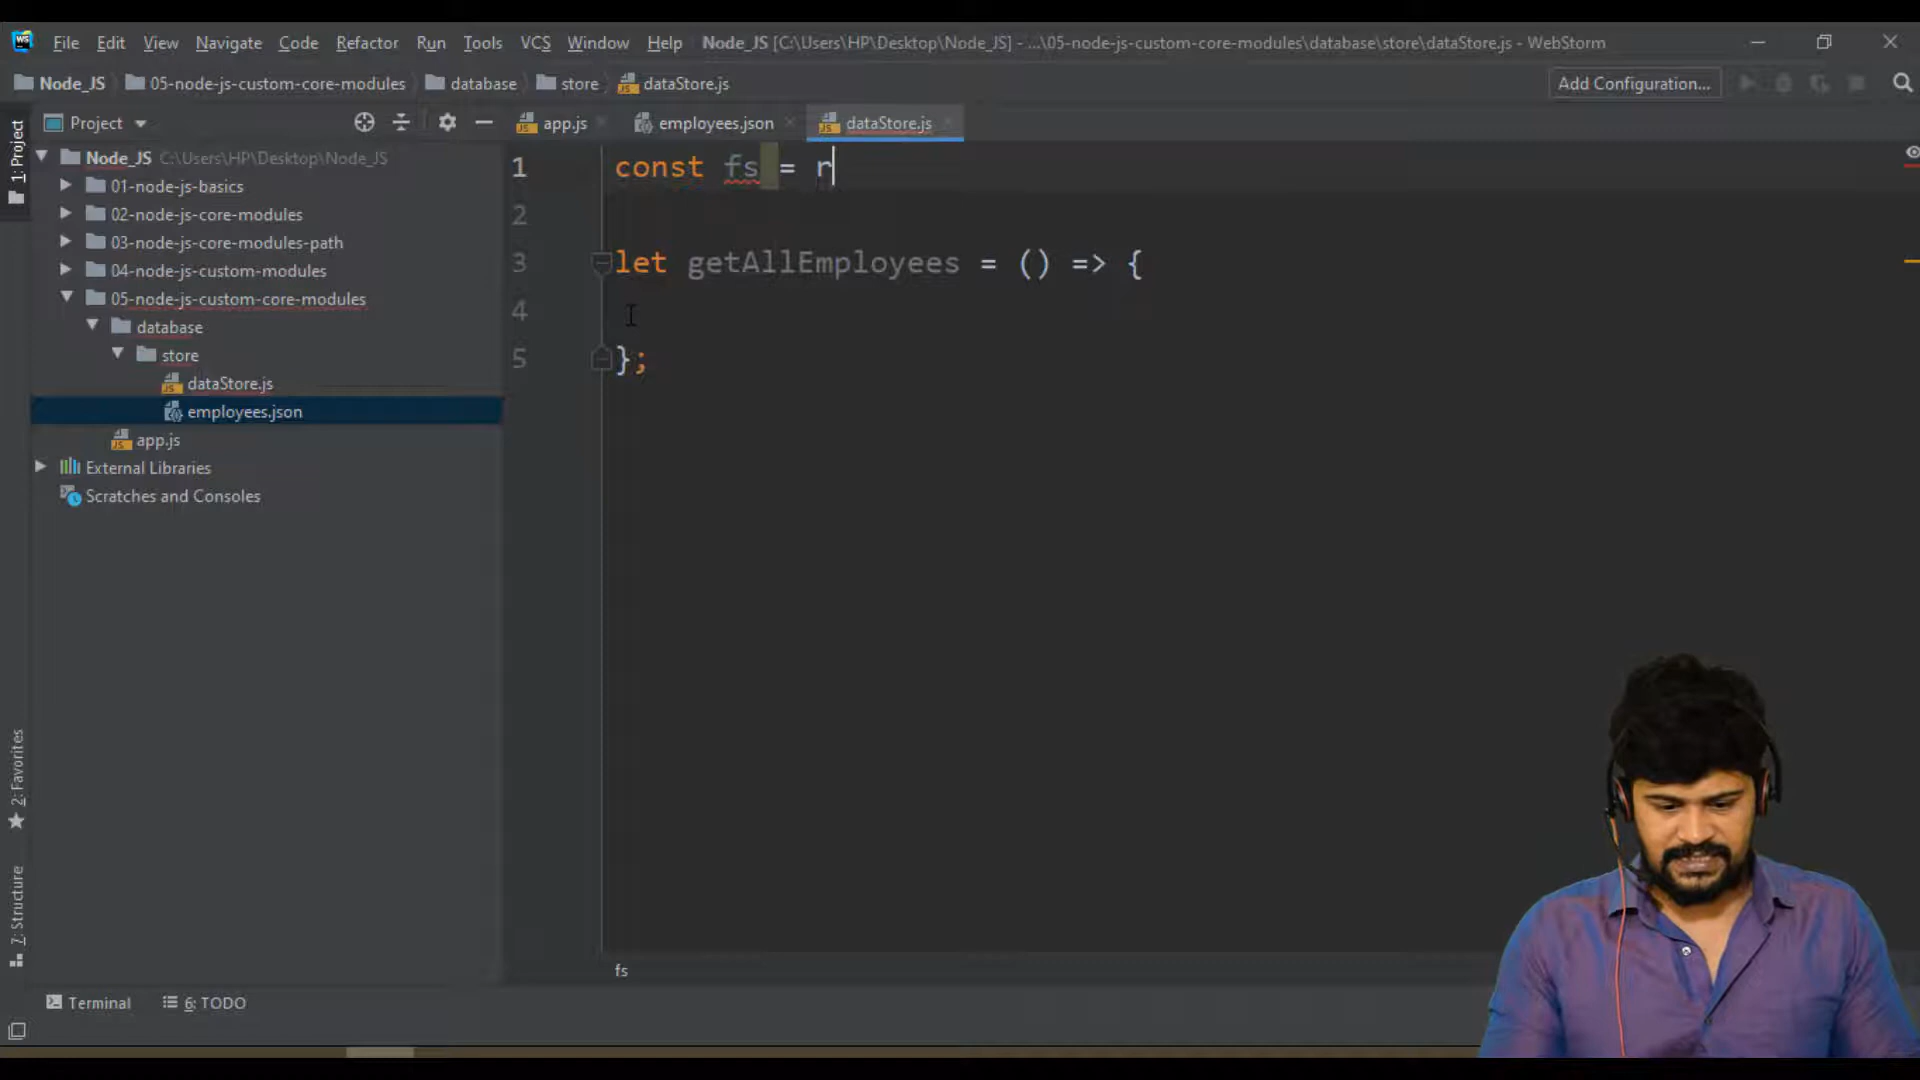 WS File Edit View Navigate Code Refactor Run Tools VCS Window Help Node_JS [C:\Users\HP\Desktop\Node_JS] - ...\05-node-js-custom-core-modules\database\store\dataStore.js - WebStorm
Node_JS 05-node-js-custom-core-modules database store dataStore.js Add Configuration...
1: Project
Project
app.js employees.json dataStore.js
Node_JS C:\Users\HP\Desktop\Node_JS
01-node-js-basics
02-node-js-core-modules
03-node-js-core-modules-path
04-node-js-custom-modules
05-node-js-custom-core-modules
database
store
dataStore.js
employees.json
app.js
External Libraries
Scratches and Consoles
1 const fs = r
2
3 let getAllEmployees = () => {
4
5 };
2: Favorites
7: Structure
fs
Terminal 6: TODO